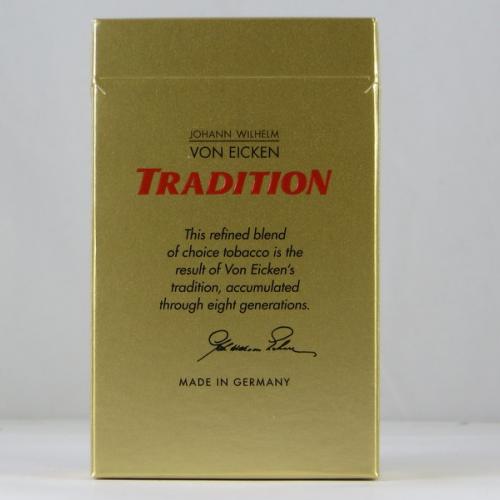 JOHANN WILHELM
VON EICKEN
TRADITION
This refined blend
of choice tobacco is the
result of Von Eicken's
tradition, accumulated
through eight generations.
MADE IN GERMANY